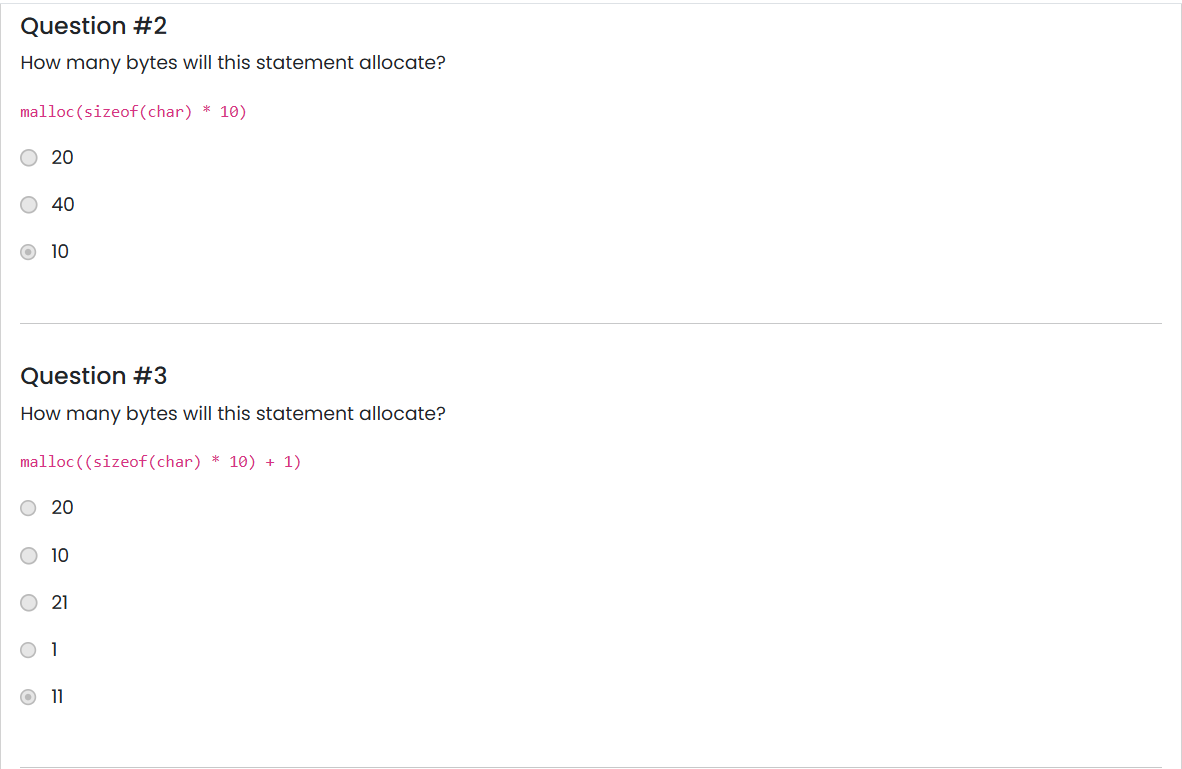 Question #2
How many bytes will this statement allocate?
malloc(sizeof(char) * 10)
20
40
10
Question #3
How many bytes will this statement allocate?
malloc((sizeof(char) * 10) + 1)
20
10
21
1
11